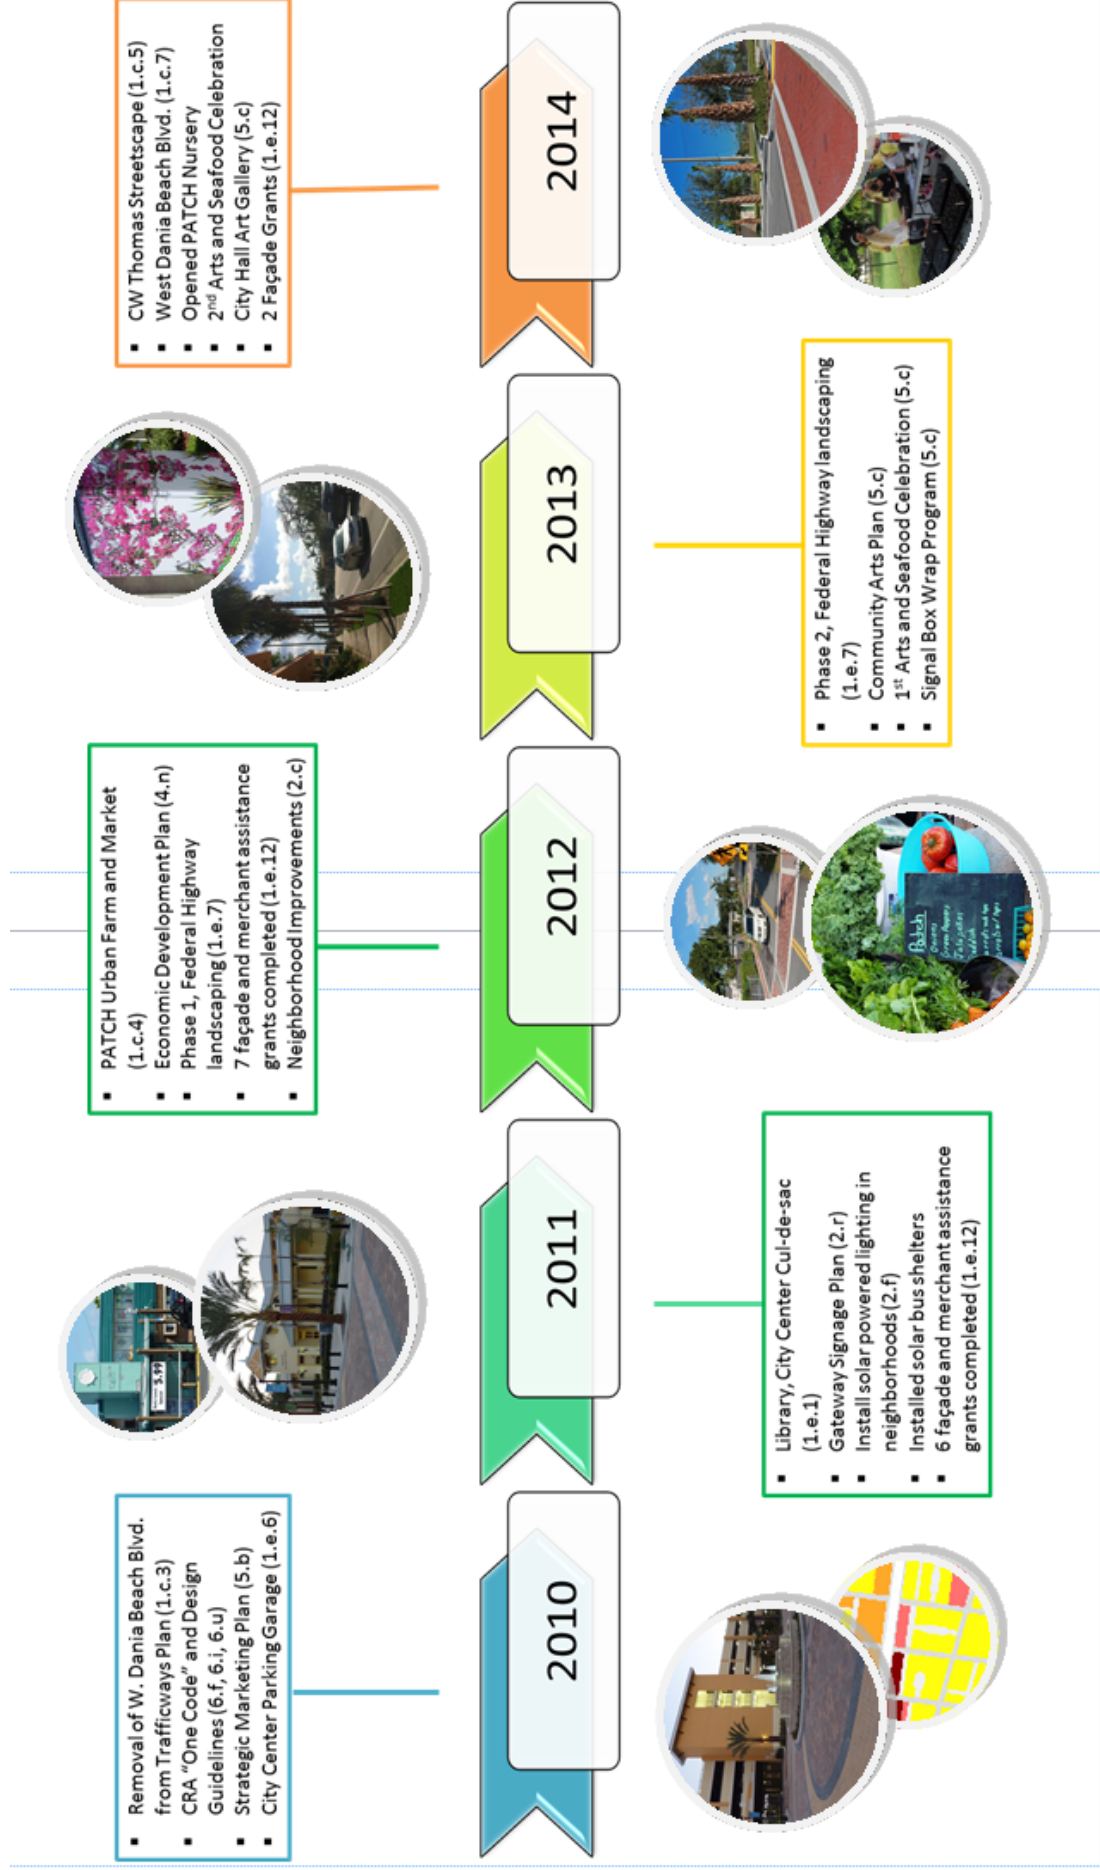 ▪ Removal of W. Dania Beach Blvd.
from Trafficways Plan (1.c.3)
▪ CRA “One Code” and Design
Guidelines (6.f, 6.i, 6.u)
▪ Strategic Marketing Plan (5.b)
▪ City Center Parking Garage (1.e.6)
2010
2011
▪ Library, City Center Cul-de-sac
(1.e.1)
▪ Gateway Signage Plan (2.r)
▪ Install solar powered lighting in
neighborhoods (2.f)
▪ Installed solar bus shelters
▪ 6 façade and merchant assistance
grants completed (1.e.12)
5.99
▪ PATCH Urban Farm and Market
(1.c.4)
▪ Economic Development Plan (4.n)
▪ Phase 1, Federal Highway
landscaping (1.e.7)
▪ 7 façade and merchant assistance
grants completed (1.e.12)
▪ Neighborhood Improvements (2.c)
2012
Patch
Onions
Green Peppers
Jalapeños
2013
▪ Phase 2, Federal Highway landscaping
(1.e.7)
▪ Community Arts Plan (5.c)
▪ 1st Arts and Seafood Celebration (5.c)
▪ Signal Box Wrap Program (5.c)
▪ CW Thomas Streetscape (1.c.5)
▪ West Dania Beach Blvd. (1.c.7)
▪ Opened PATCH Nursery
▪ 2nd Arts and Seafood Celebration
▪ City Hall Art Gallery (5.c)
▪ 2 Façade Grants (1.e.12)
2014